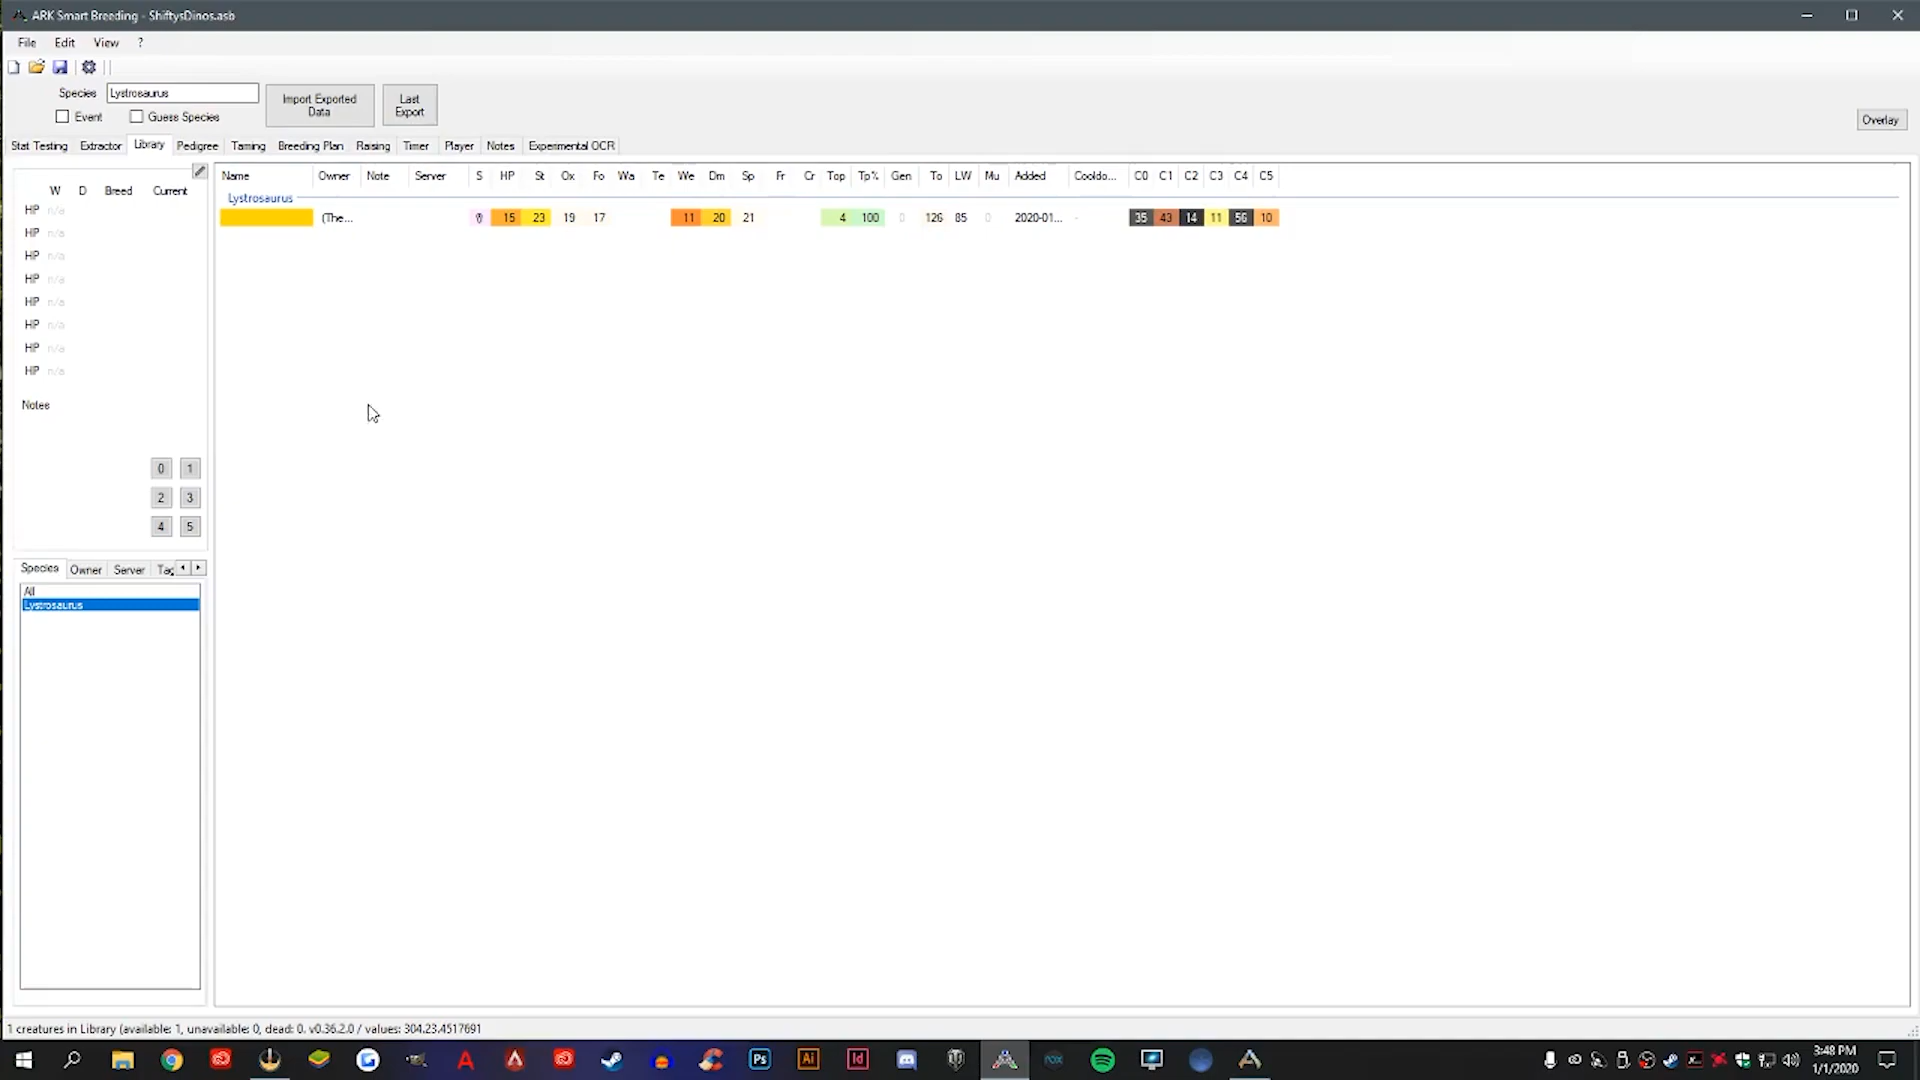 ARK Smart Breeding - ShiftysDinos.asb
File Edit View ?
Species Lystrosaurus
Import Exported Data
Last Export
Event Guess Species
Overlay
Stat Testing Extractor Library Pedigree Taming Breeding Plan Raising Timer Player Notes Experimental OCR
W D Breed Current
HP n/a
HP n/a
HP n/a
HP n/a
HP n/a
HP n/a
HP n/a
HP n/a
Notes
0 1
2 3
4 5
Name Owner Note Server S HP St Ox Fo Wa Te We Dm Sp Fr Cr Top Tp% Gen To LW Mu Added Cooldo... C0 C1 C2 C3 C4 C5
Lystrosaurus
(The... 15 23 19 17 11 20 21 4 100 0 126 85 0 2020-01... - 35 43 14 11 56 10
Species Owner Server Tag
All
Lystrosaurus
1 creatures in Library (available: 1, unavailable: 0, dead: 0. v0.36.2.0 / values: 304.23.4517691
Ps Ai Id
3:48 PM
1/1/2020